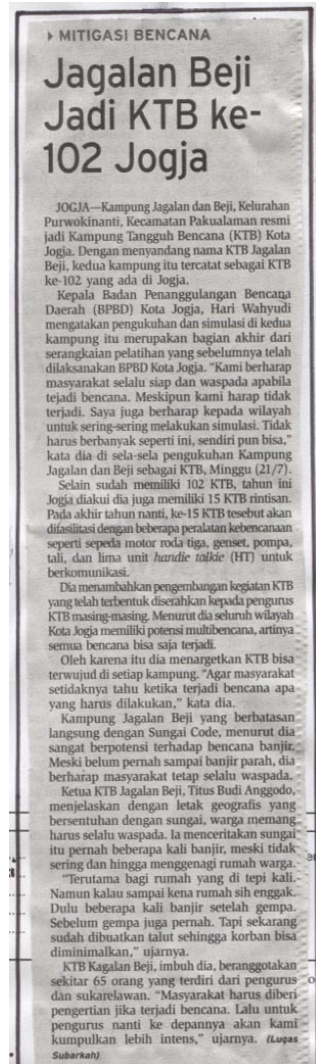 MITIGASI BENCANA
Jagalan Beji
Jadi KTB ke-
102 Jogja
JOGJA—Kampung Jagalan dan Beji, Kelurahan
Purwokinanti, Kecamatan Pakualaman resmi
jadi Kampung Tangguh Bencana (KTB) Kota
Jogja. Dengan menyandang nama KTB Jagalan
Beji, kedua kampung itu tercatat sebagai KTB
ke-102 yang ada di Jogja.
Kepala Badan Penanggulangan Bencana
Daerah (BPBD) Kota Jogja, Hari Wahyudi
mengatakan pengukuhan dan simulasi di kedua
kampung itu merupakan bagian akhir dari
serangkaian pelatihan yang sebelumnya telah
dilaksanakan BPBD Kota Jogja. “Kami berharap
masyarakat selalu siap dan waspada apabila
tejadi bencana. Meskipun kami harap tidak
terjadi. Saya juga berharap kepada wilayah
untuk sering-sering melakukan simulasi. Tidak
harus berbanyak seperti ini, sendiri pun bisa,”
kata dia di sela-sela pengukuhan Kampung
Jagalan dan Beji sebagai KTB, Minggu (21/7).
Selain sudah memiliki 102 KTB, tahun ini
Jogja diakui dia juga memiliki 15 KTB rintisan.
Pada akhir tahun nanti, ke-15 KTB tesebut akan
difasilitasi dengan beberapa peralatan kebencanaan
seperti sepeda motor roda tiga, genset, pompa,
tali, dan lima unit handie talkie (HT) untuk
berkomunikasi.
Dia menambahkan pengembangan kegiatan KTB
yang telah terbentuk diserahkan kepada pengurus
KTB masing-masing. Menurut dia seluruh wilayah
Kota Jogja memiliki potensi multibencana, artinya
semua bencana bisa saja terjadi.
Oleh karena itu dia menargetkan KTB bisa
terwujud di setiap kampung. “Agar masyarakat
setidaknya tahu ketika terjadi bencana apa
yang harus dilakukan,” kata dia.
Kampung Jagalan Beji yang berbatasan
langsung dengan Sungai Code, menurut dia
sangat berpotensi terhadap bencana banjir.
Meski belum pernah sampai banjir parah, dia
berharap masyarakat tetap selalu waspada.
Ketua KTB Jagalan Beji, Titus Budi Anggodo,
menjelaskan dengan letak geografis yang
bersentuhan dengan sungai, warga memang
harus selalu waspada. Ia menceritakan sungai
itu pernah beberapa kali banjir, meski tidak
sering dan hingga menggenagi rumah warga.
“Terutama bagi rumah yang di tepi kali.
Namun kalau sampai kena rumah sih enggak.
Dulu beberapa kali banjir setelah gempa.
Sebelum gempa juga pernah. Tapi sekarang
sudah dibuatkan talut sehingga korban bisa
diminimalkan,” ujarnya.
KTB Kagalan Beji, imbuh dia, beranggotakan
sekitar 65 orang yang terdiri dari pengurus
dan sukarelawan. “Masyarakat harus diberi
pengertian jika terjadi bencana. Lalu untuk
pengurus nanti ke depannya akan kami
kumpulkan lebih intens,” ujarnya. (Lugas
Subarkah)